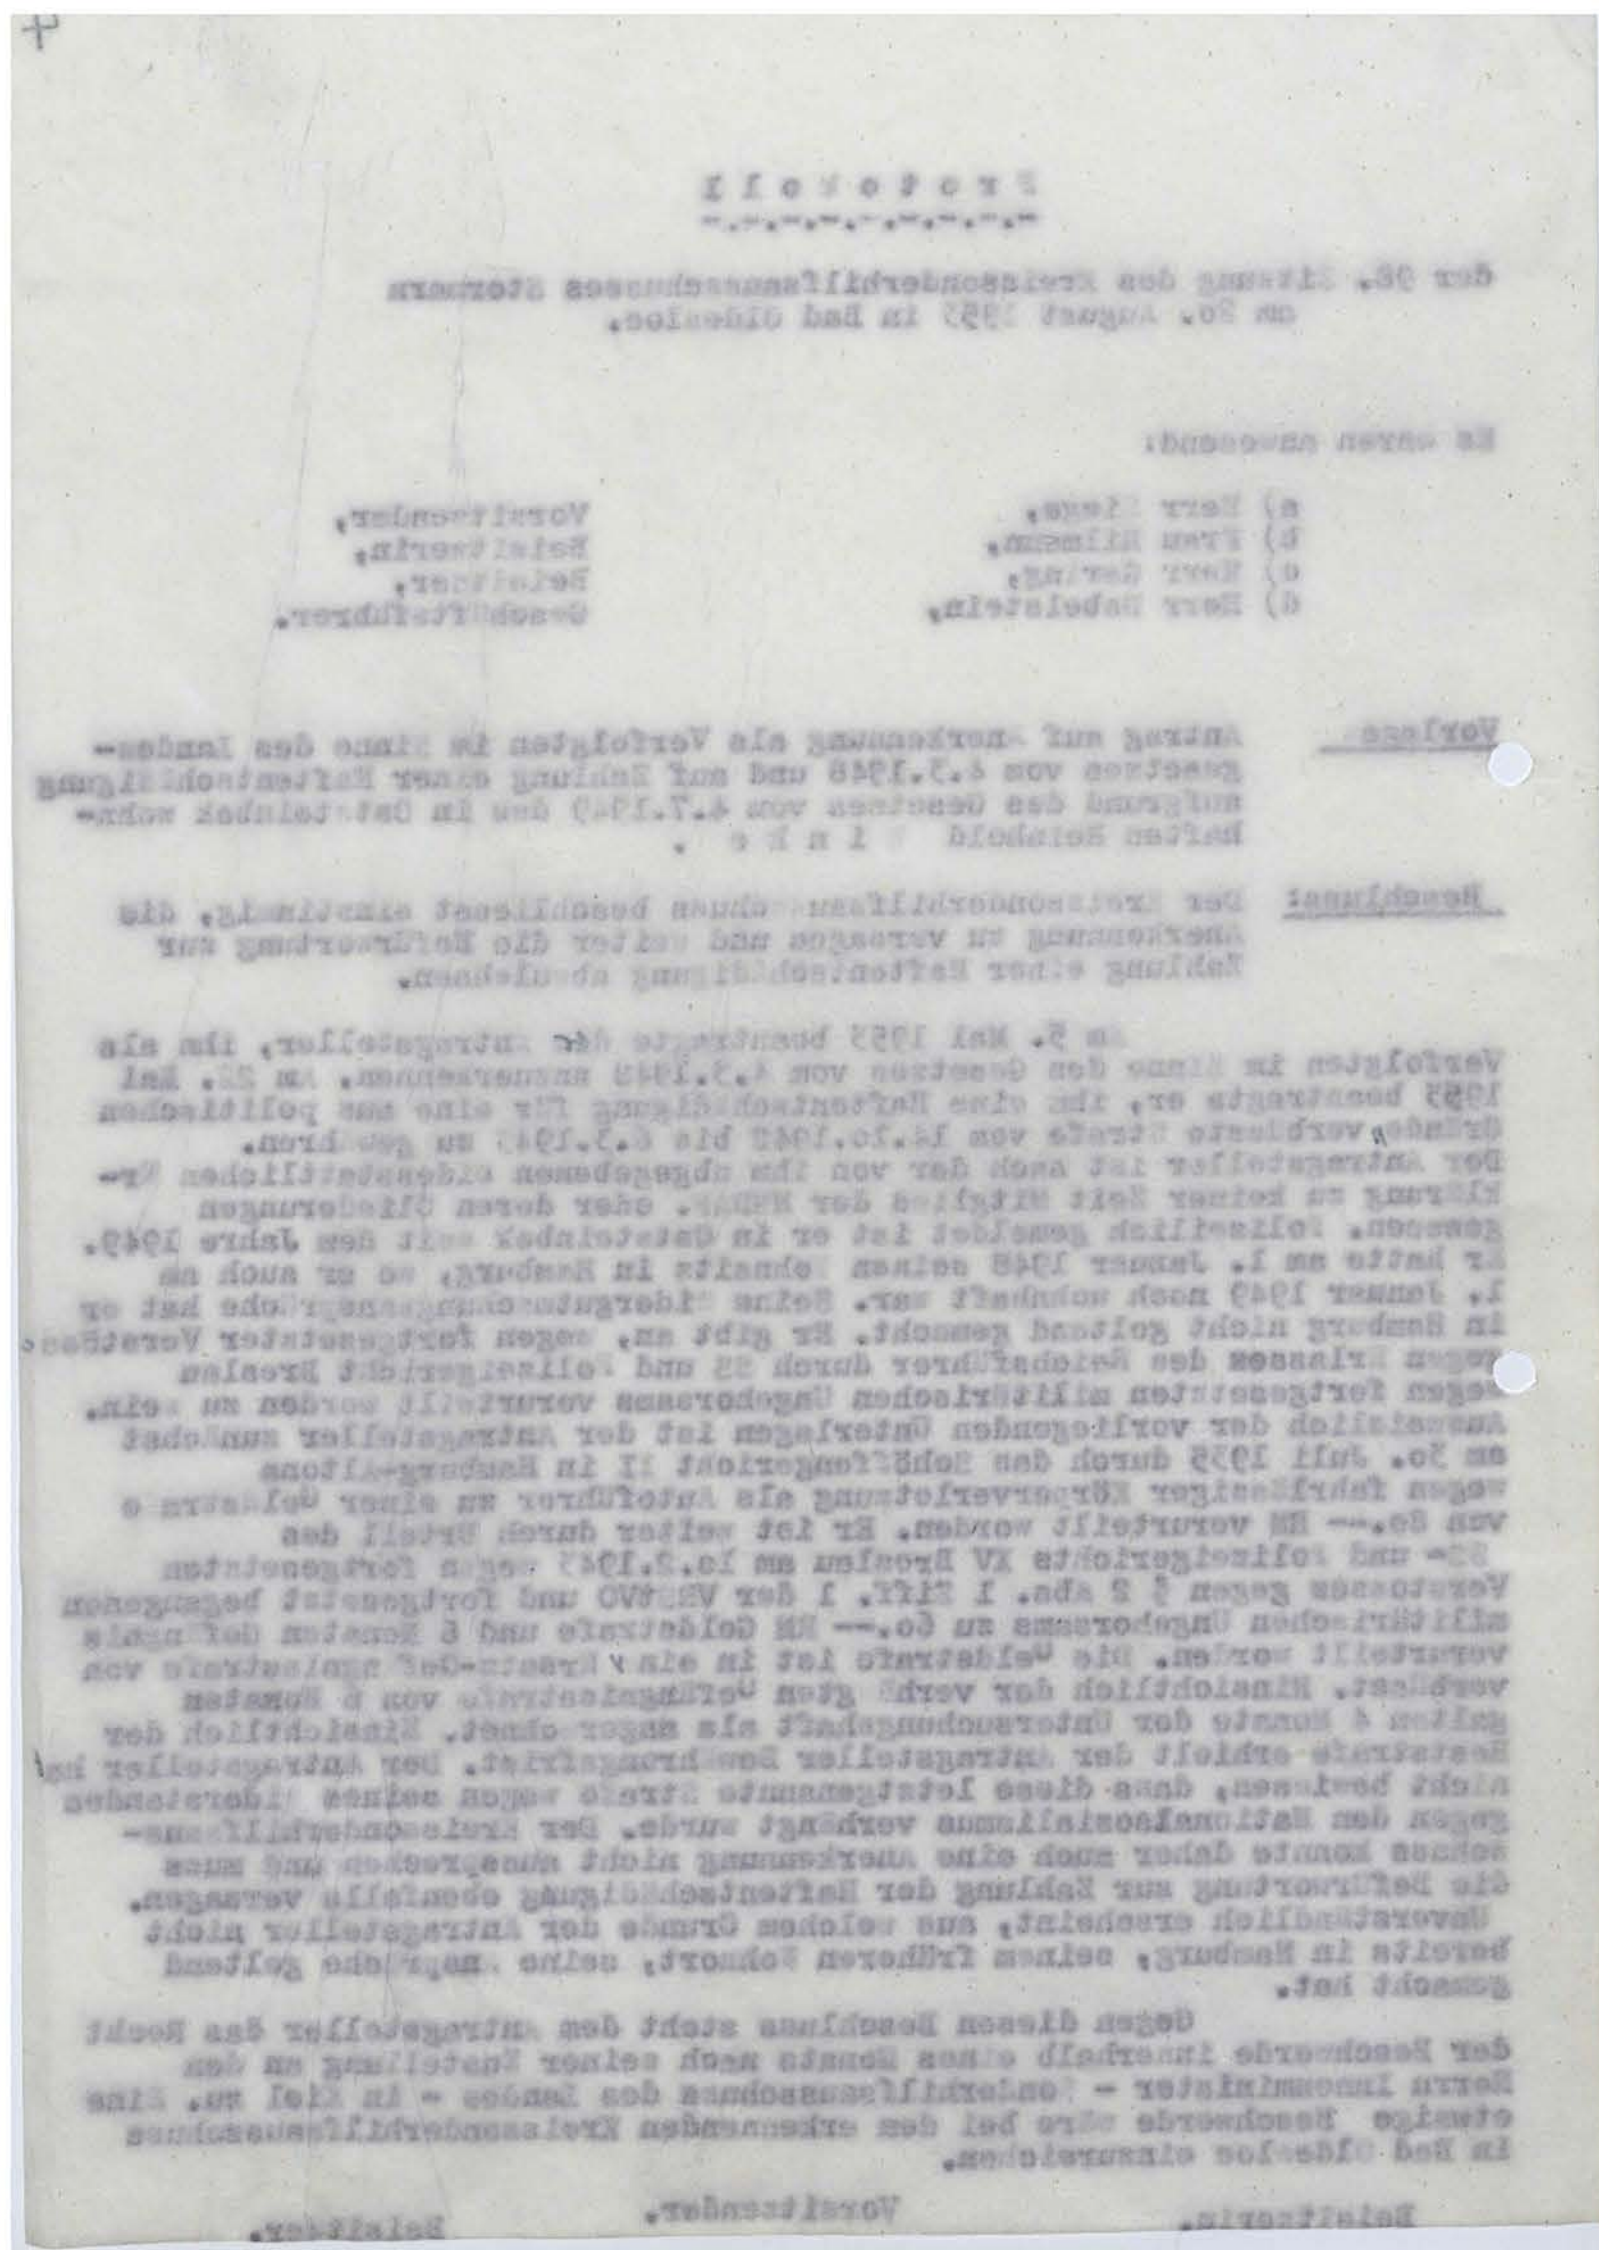 Protokoll
der 98. Sitzung des Kreissonderhilfsausschusses Stormarn
am 20. August 1953 in Bad Oldesloe.
Es waren anwesend:
a) Herr Siege, Vorsitzender,
b) Frau Hilmann, Beisitzerin,
c) Herr Gering, Beisitzer,
d) Herr Dabelstein, Geschäftsführer.
Vorlage Antrag auf Anerkennung als Verfolgten im Sinne des Landes-
gesetzes vom 4.3.1948 und auf Zahlung einer Haftentschädigung
aufgrund des Gesetzes vom 4.7.1949 des in Oststeinbek wohn-
haften Reinhold inke .
Beschluss: Der Kreissonderhilfsausschuss beschliesst einstimmig, die
Anerkennung zu versagen und weiter die Befürwortung zur
Zahlung einer Haftentschädigung abzulehnen.
Am 5. Mai 1953 beantragte der Antragsteller, ihm als
Verfolgten im Sinne des Gesetzes vom 4.3.1948 anzuerkennen. Am 22. Mai
1953 beantragte er, ihm eine Haftentschädigung für eine aus politischen
Gründen verbüsste Strafe vom 14.10.1942 bis 6.3.1943 zu gewähren.
Der Antragsteller ist nach der von ihm abgegebenen eidesstattlichen Er-
klärung zu keiner Zeit Mitglied der NSDAP. oder deren Gliederungen
gewesen. Polizeilich gemeldet ist er in Oststeinbek seit dem Jahre 1949.
Er hatte am 1. Januar 1948 seinen Wohnsitz in Hamburg, wo er auch am
1. Januar 1949 noch wohnhaft war. Seine Widergutmachungsansprüche hat er
in Hamburg nicht geltend gemacht. Er gibt an, wegen fortgesetzter Verstösse
gegen Erlasses des Reichsführer durch SS und Polizeigericht Breslau
wegen fortgesetzten militärischen Ungehorsams verurteilt worden zu sein.
Ausweislich der vorliegenden Unterlagen ist der Antragsteller zunächst
am 30. Juli 1935 durch das Schöffengericht II in Hamburg-Altona
wegen fahrlässiger Körperverletzung als Autoführer zu einer Geldstra e
von 80.-- RM verurteilt worden. Er ist weiter durch Urteil des
SS- und Polizeigerichts XV Breslau am 10.2.1943 wegen fortgesetzten
Verstosses gegen § 2 Abs. 1 Ziff. 1 der VRStVO und fortgesetzt begangenen
militärischen Ungehorsams zu 60.-- RM Geldstrafe und 6 Monaten Gefängnis
verurteilt worden. Die Geldstrafe ist in ein Ersatz-Gefängnisstrafe von
verbüsst. Hinsichtlich der verhängten Gefängnisstrafe von 6 Monaten
galten 4 Monate der Untersuchungshaft als angerechnet. Hinsichtlich der
Reststrafe erhielt der Antragsteller Bewährungsfrist. Der Antragsteller hat
nicht bewiesen, dass diese letztgenannte Strafe wegen seines Widerstandes
gegen den Nationalsozialismus verhängt wurde. Der Kreissonderhilfsaus-
schuss konnte daher auch eine Anerkennung nicht aussprechen und muss
die Befürwortung zur Zahlung der Haftentschädigung ebenfalls versagen.
Unverständlich erscheint, aus welchem Grunde der Antragsteller nicht
bereits in Hamburg, seinem früheren Wohnort, seine Ansprüche geltend
gemacht hat.
Gegen diesen Beschluss steht dem Antragsteller das Recht
der Beschwerde innerhalb eines Monats nach seiner Zustellung an den
Herrn Innenminister - Sonderhilfsausschuss des Landes - in Kiel zu. Eine
etwaige Beschwerde wäre bei dem erkennenden Kreissonderhilfsausschuss
in Bad Oldesloe einzureichen.
Beisitzerin. Vorsitzender. Beisitzer.